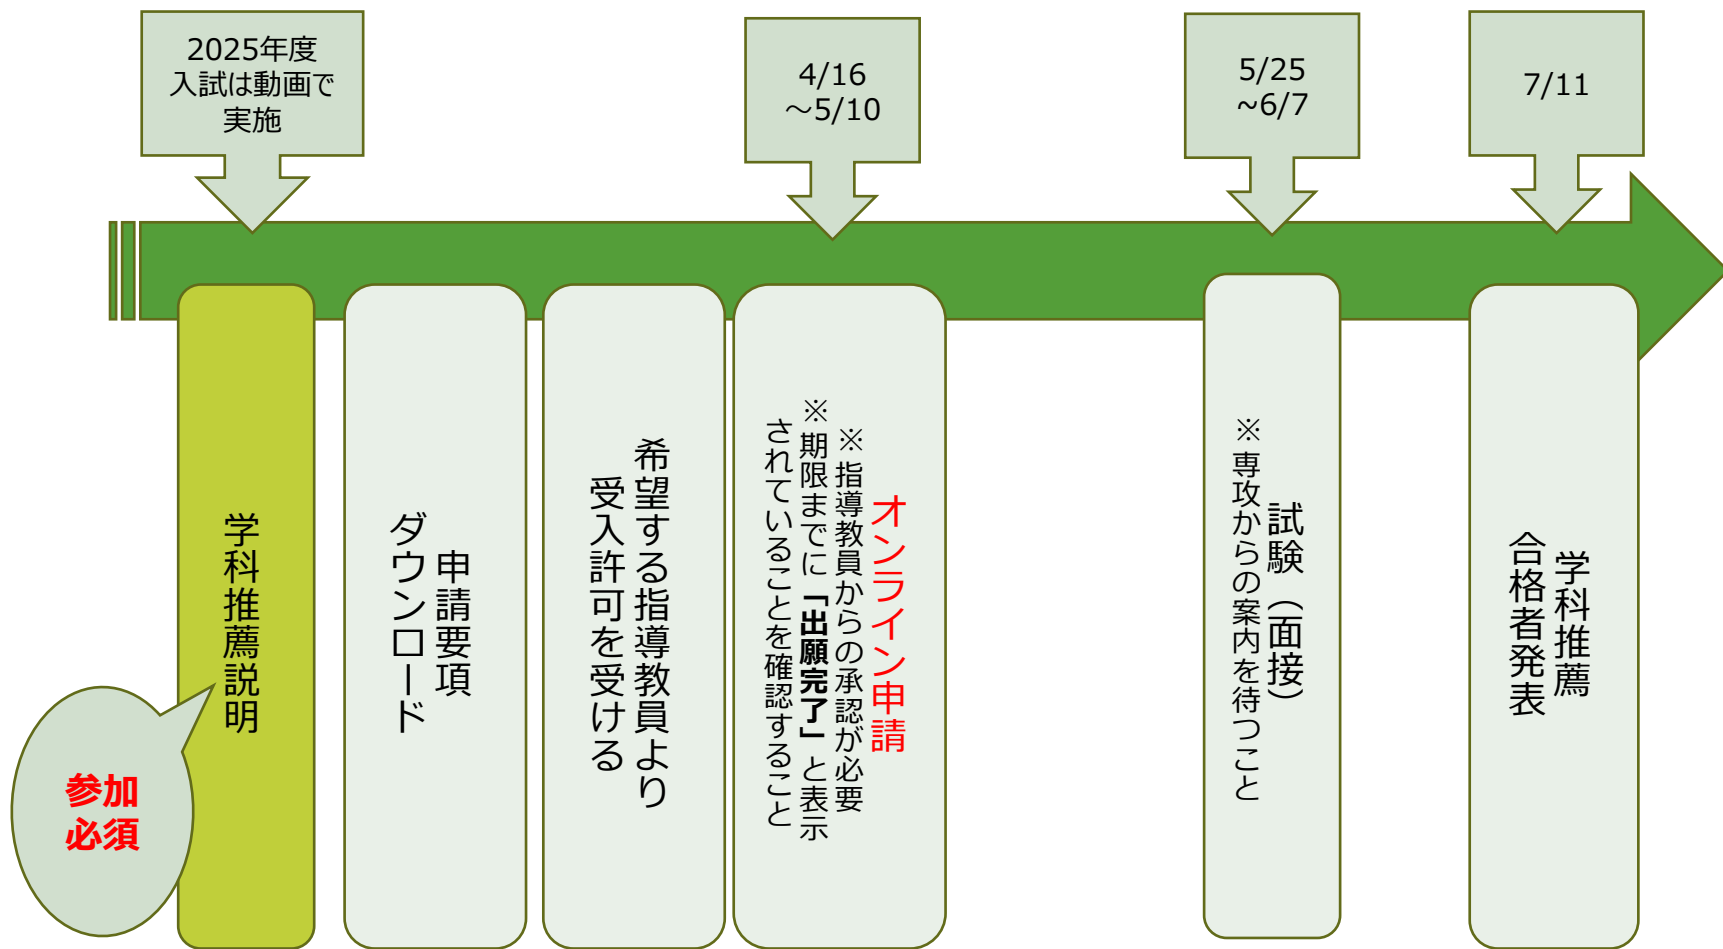 2025年度
入試は動画で
実施
4/16
～5/10
5/25
~6/7
7/11
学科推薦説明
参加
必須
申請要項
ダウンロード
希望する指導教員より
受入許可を受ける
オンライン申請
※指導教員からの承認が必要
※期限までに「出願完了」と表示
されていることを確認すること
試験（面接）
※専攻からの案内を待つこと
学科推薦
合格者発表